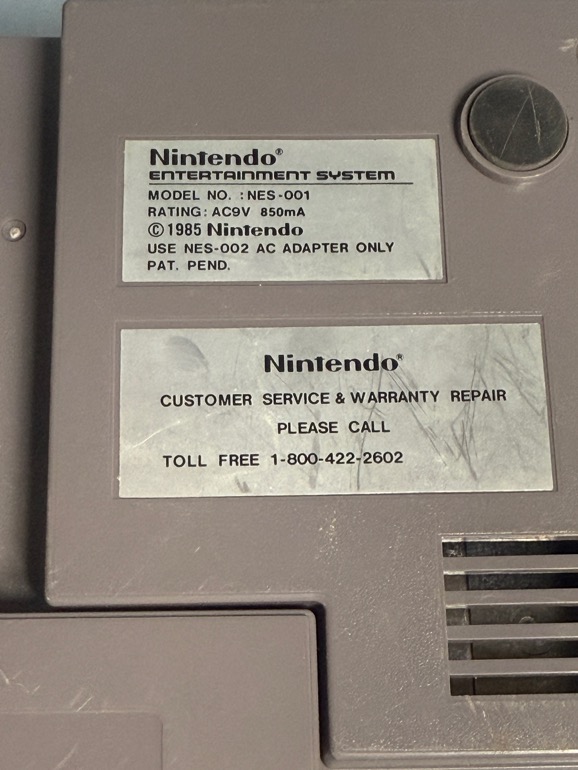 Nintendo®
ENTERTAINMENT SYSTEM
MODEL NO. : NES-001
RATING: AC9V 850mA
© 1985 Nintendo
USE NES-002 AC ADAPTER ONLY
PAT. PEND.
Nintendo®
CUSTOMER SERVICE & WARRANTY REPAIR
PLEASE CALL
TOLL FREE 1-800-422-2602